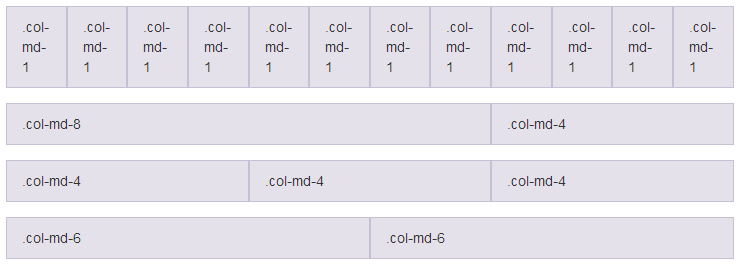 .col- .col- .col- .col- .col- .col- .col- .col- .col- .col- .col- .col-
md- md- md- md- md- md- md- md- md- md- md- md-
1 1 1 1 1 1 1 1 1 1 1 1
.col-md-8 .col-md-4
.col-md-4 .col-md-4 .col-md-4
.col-md-6 .col-md-6